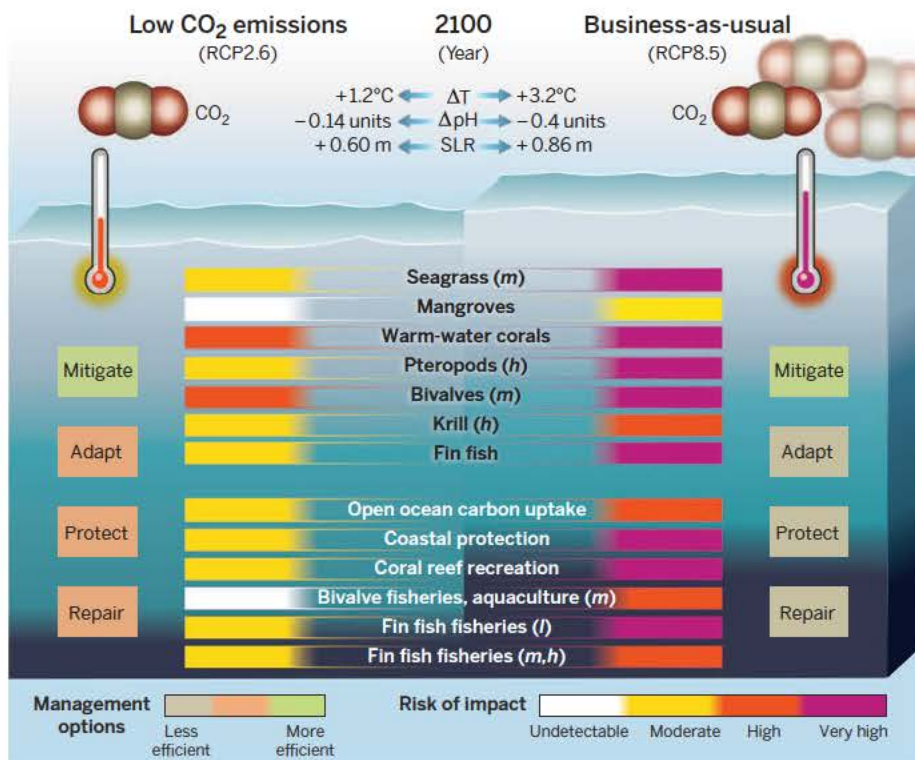 Low CO₂ emissions
(RCP2.6)
2100
(Year)
Business-as-usual
(RCP8.5)
CO₂
+1.2°C ΔT +3.2°C
−0.14 units ΔpH −0.4 units
+0.60 m SLR +0.86 m
CO₂
Seagrass (m)
Mangroves
Warm-water corals
Pteropods (h)
Bivalves (m)
Krill (h)
Fin fish
Open ocean carbon uptake
Coastal protection
Coral reef recreation
Bivalve fisheries, aquaculture (m)
Fin fish fisheries (l)
Fin fish fisheries (m,h)
Mitigate
Adapt
Protect
Repair
Mitigate
Adapt
Protect
Repair
Management
options
Less
efficient
More
efficient
Risk of impact
Undetectable Moderate High Very high